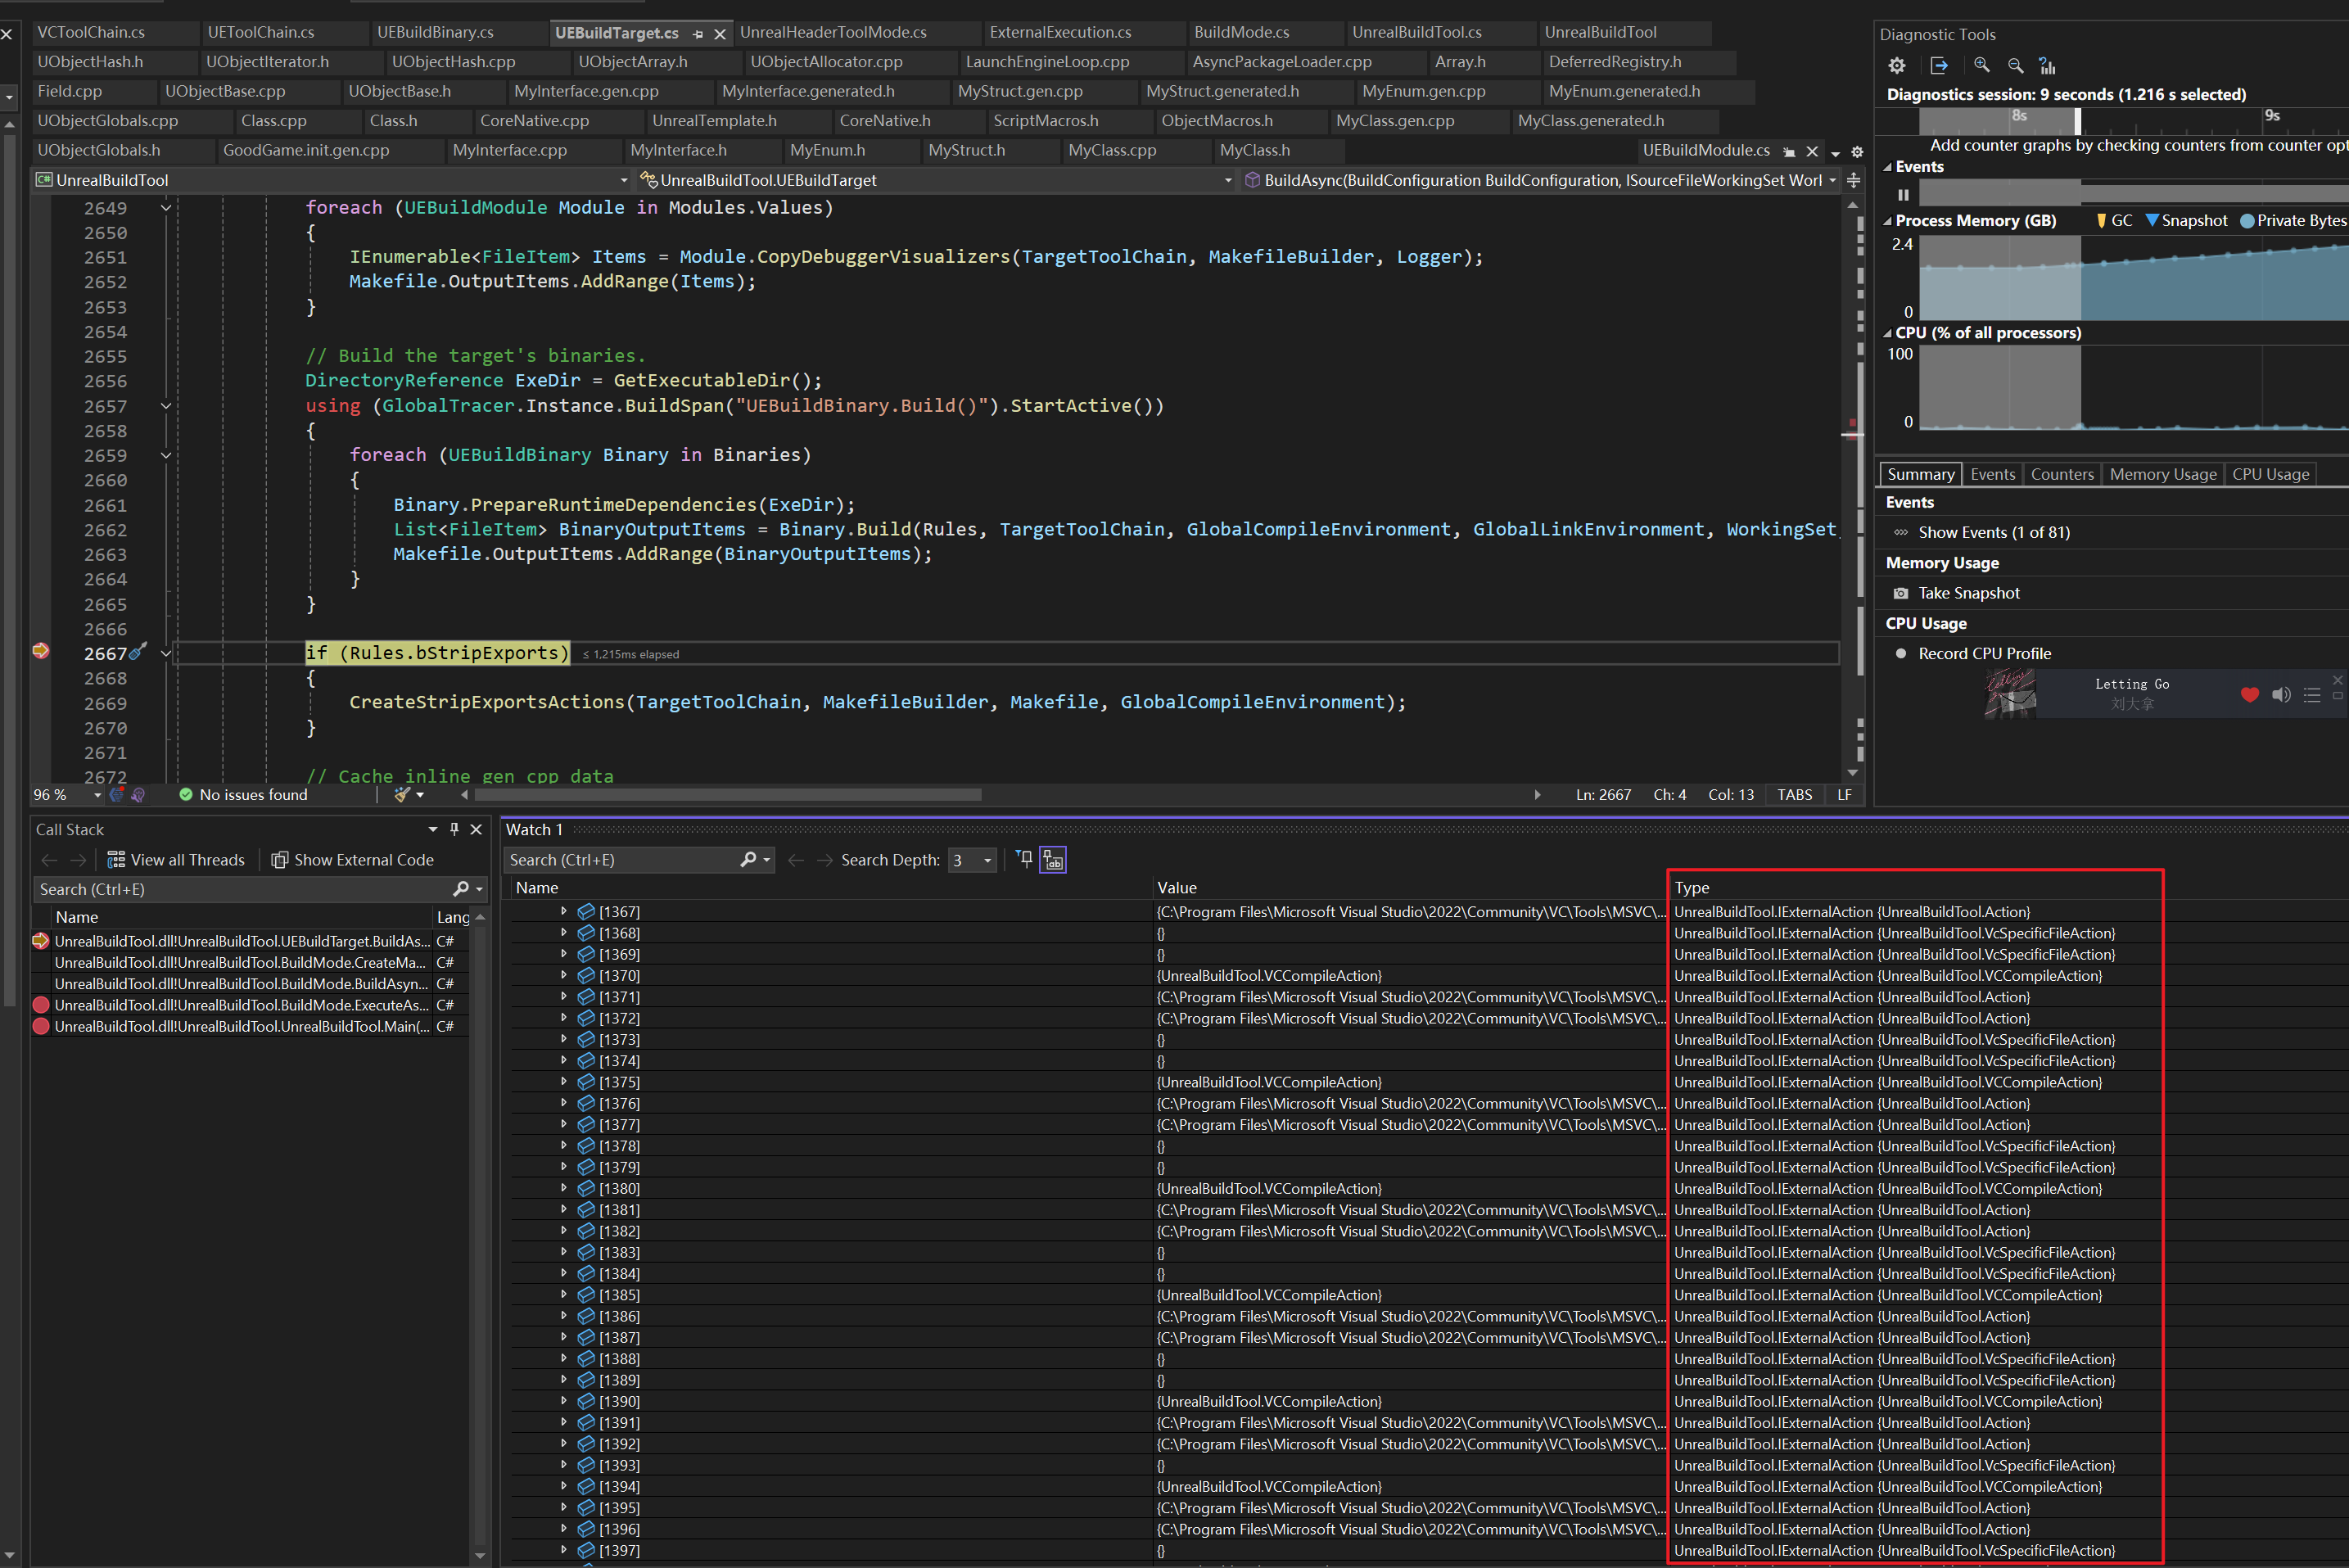 VCToolChain.cs UEToolChain.cs UEBuildBinary.cs UEBuildTarget.cs UnrealHeaderToolMode.cs ExternalExecution.cs BuildMode.cs UnrealBuildTool.cs UnrealBuildTool
UObjectHash.h UObjectIterator.h UObjectHash.cpp UObjectArray.h UObjectAllocator.cpp LaunchEngineLoop.cpp AsyncPackageLoader.cpp Array.h DeferredRegistry.h
Field.cpp UObjectBase.cpp UObjectBase.h MyInterface.gen.cpp MyInterface.generated.h MyStruct.gen.cpp MyStruct.generated.h MyEnum.gen.cpp MyEnum.generated.h
UObjectGlobals.cpp Class.cpp Class.h CoreNative.cpp UnrealTemplate.h CoreNative.h ScriptMacros.h ObjectMacros.h MyClass.gen.cpp MyClass.generated.h
UObjectGlobals.h GoodGame.init.gen.cpp MyInterface.cpp MyInterface.h MyEnum.h MyStruct.h MyClass.cpp MyClass.h UEBuildModule.cs
UnrealBuildTool UnrealBuildTool.UEBuildTarget BuildAsync(BuildConfiguration BuildConfiguration, ISourceFileWorkingSet Worl
2649 foreach (UEBuildModule Module in Modules.Values)
2650 {
2651 IEnumerable<FileItem> Items = Module.CopyDebuggerVisualizers(TargetToolChain, MakefileBuilder, Logger);
2652 Makefile.OutputItems.AddRange(Items);
2653 }
2654
2655 // Build the target's binaries.
2656 DirectoryReference ExeDir = GetExecutableDir();
2657 using (GlobalTracer.Instance.BuildSpan("UEBuildBinary.Build()").StartActive())
2658 {
2659 foreach (UEBuildBinary Binary in Binaries)
2660 {
2661 Binary.PrepareRuntimeDependencies(ExeDir);
2662 List<FileItem> BinaryOutputItems = Binary.Build(Rules, TargetToolChain, GlobalCompileEnvironment, GlobalLinkEnvironment, WorkingSet,
2663 Makefile.OutputItems.AddRange(BinaryOutputItems);
2664 }
2665 }
2666
2667 if (Rules.bStripExports) ≤ 1,215ms elapsed
2668 {
2669 CreateStripExportsActions(TargetToolChain, MakefileBuilder, Makefile, GlobalCompileEnvironment);
2670 }
2671
2672 // Cache inline gen cpp data
96 % No issues found Ln: 2667 Ch: 4 Col: 13 TABS LF
Diagnostic Tools
Diagnostics session: 9 seconds (1.216 s selected)
8s 9s
Add counter graphs by checking counters from counter opt
Events
Process Memory (GB) GC Snapshot Private Bytes
2.4
0
CPU (% of all processors)
100
0
Summary Events Counters Memory Usage CPU Usage
Events
Show Events (1 of 81)
Memory Usage
Take Snapshot
CPU Usage
Record CPU Profile
Letting Go
刘大拿
Call Stack
View all Threads Show External Code
Search (Ctrl+E)
Name Lang
UnrealBuildTool.dll!UnrealBuildTool.UEBuildTarget.BuildAs... C#
UnrealBuildTool.dll!UnrealBuildTool.BuildMode.CreateMa... C#
UnrealBuildTool.dll!UnrealBuildTool.BuildMode.BuildAsyn... C#
UnrealBuildTool.dll!UnrealBuildTool.BuildMode.ExecuteAs... C#
UnrealBuildTool.dll!UnrealBuildTool.UnrealBuildTool.Main(... C#
Watch 1
Search (Ctrl+E) Search Depth: 3
Name Value Type
[1367] {C:\Program Files\Microsoft Visual Studio\2022\Community\VC\Tools\MSVC\... UnrealBuildTool.IExternalAction {UnrealBuildTool.Action}
[1368] {} UnrealBuildTool.IExternalAction {UnrealBuildTool.VcSpecificFileAction}
[1369] {} UnrealBuildTool.IExternalAction {UnrealBuildTool.VcSpecificFileAction}
[1370] {UnrealBuildTool.VCCompileAction} UnrealBuildTool.IExternalAction {UnrealBuildTool.VCCompileAction}
[1371] {C:\Program Files\Microsoft Visual Studio\2022\Community\VC\Tools\MSVC\... UnrealBuildTool.IExternalAction {UnrealBuildTool.Action}
[1372] {C:\Program Files\Microsoft Visual Studio\2022\Community\VC\Tools\MSVC\... UnrealBuildTool.IExternalAction {UnrealBuildTool.Action}
[1373] {} UnrealBuildTool.IExternalAction {UnrealBuildTool.VcSpecificFileAction}
[1374] {} UnrealBuildTool.IExternalAction {UnrealBuildTool.VcSpecificFileAction}
[1375] {UnrealBuildTool.VCCompileAction} UnrealBuildTool.IExternalAction {UnrealBuildTool.VCCompileAction}
[1376] {C:\Program Files\Microsoft Visual Studio\2022\Community\VC\Tools\MSVC\... UnrealBuildTool.IExternalAction {UnrealBuildTool.Action}
[1377] {C:\Program Files\Microsoft Visual Studio\2022\Community\VC\Tools\MSVC\... UnrealBuildTool.IExternalAction {UnrealBuildTool.Action}
[1378] {} UnrealBuildTool.IExternalAction {UnrealBuildTool.VcSpecificFileAction}
[1379] {} UnrealBuildTool.IExternalAction {UnrealBuildTool.VcSpecificFileAction}
[1380] {UnrealBuildTool.VCCompileAction} UnrealBuildTool.IExternalAction {UnrealBuildTool.VCCompileAction}
[1381] {C:\Program Files\Microsoft Visual Studio\2022\Community\VC\Tools\MSVC\... UnrealBuildTool.IExternalAction {UnrealBuildTool.Action}
[1382] {C:\Program Files\Microsoft Visual Studio\2022\Community\VC\Tools\MSVC\... UnrealBuildTool.IExternalAction {UnrealBuildTool.Action}
[1383] {} UnrealBuildTool.IExternalAction {UnrealBuildTool.VcSpecificFileAction}
[1384] {} UnrealBuildTool.IExternalAction {UnrealBuildTool.VcSpecificFileAction}
[1385] {UnrealBuildTool.VCCompileAction} UnrealBuildTool.IExternalAction {UnrealBuildTool.VCCompileAction}
[1386] {C:\Program Files\Microsoft Visual Studio\2022\Community\VC\Tools\MSVC\... UnrealBuildTool.IExternalAction {UnrealBuildTool.Action}
[1387] {C:\Program Files\Microsoft Visual Studio\2022\Community\VC\Tools\MSVC\... UnrealBuildTool.IExternalAction {UnrealBuildTool.Action}
[1388] {} UnrealBuildTool.IExternalAction {UnrealBuildTool.VcSpecificFileAction}
[1389] {} UnrealBuildTool.IExternalAction {UnrealBuildTool.VcSpecificFileAction}
[1390] {UnrealBuildTool.VCCompileAction} UnrealBuildTool.IExternalAction {UnrealBuildTool.VCCompileAction}
[1391] {C:\Program Files\Microsoft Visual Studio\2022\Community\VC\Tools\MSVC\... UnrealBuildTool.IExternalAction {UnrealBuildTool.Action}
[1392] {C:\Program Files\Microsoft Visual Studio\2022\Community\VC\Tools\MSVC\... UnrealBuildTool.IExternalAction {UnrealBuildTool.Action}
[1393] {} UnrealBuildTool.IExternalAction {UnrealBuildTool.VcSpecificFileAction}
[1394] {UnrealBuildTool.VCCompileAction} UnrealBuildTool.IExternalAction {UnrealBuildTool.VCCompileAction}
[1395] {C:\Program Files\Microsoft Visual Studio\2022\Community\VC\Tools\MSVC\... UnrealBuildTool.IExternalAction {UnrealBuildTool.Action}
[1396] {C:\Program Files\Microsoft Visual Studio\2022\Community\VC\Tools\MSVC\... UnrealBuildTool.IExternalAction {UnrealBuildTool.Action}
[1397] {} UnrealBuildTool.IExternalAction {UnrealBuildTool.VcSpecificFileAction}